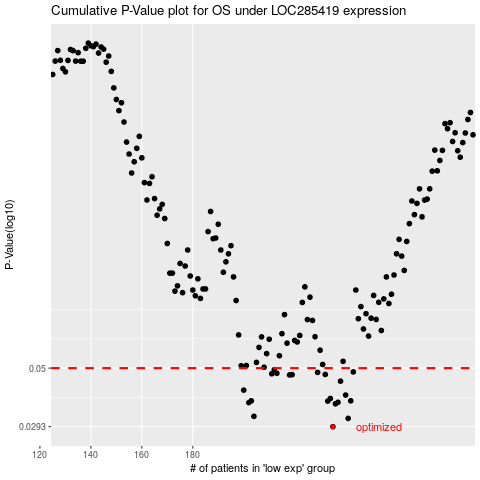 Cumulative P-Value plot for OS under LOC285419 expression
P-Value(log10)
0.05
0.0293
optimized
120 140 160 180
# of patients in 'low exp' group